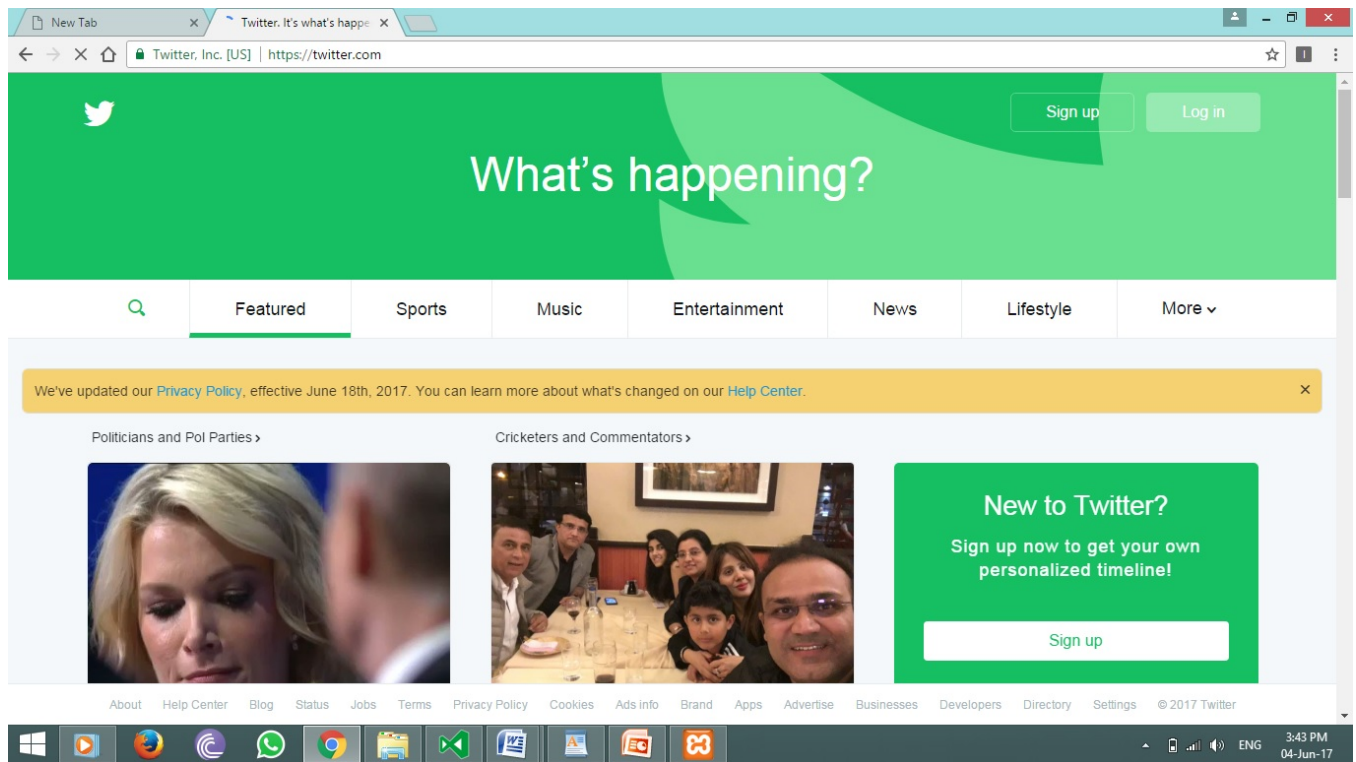 New Tab
Twitter. It's what's happe
Twitter, Inc. [US] | https://twitter.com
Sign up
Log in
What's happening?
Featured
Sports
Music
Entertainment
News
Lifestyle
More
We've updated our Privacy Policy, effective June 18th, 2017. You can learn more about what's changed on our Help Center.
Politicians and Pol Parties
Cricketers and Commentators
New to Twitter?
Sign up now to get your own
personalized timeline!
Sign up
About Help Center Blog Status Jobs Terms Privacy Policy Cookies Ads info Brand Apps Advertise Businesses Developers Directory Settings © 2017 Twitter
ENG
3:43 PM
04-Jun-17